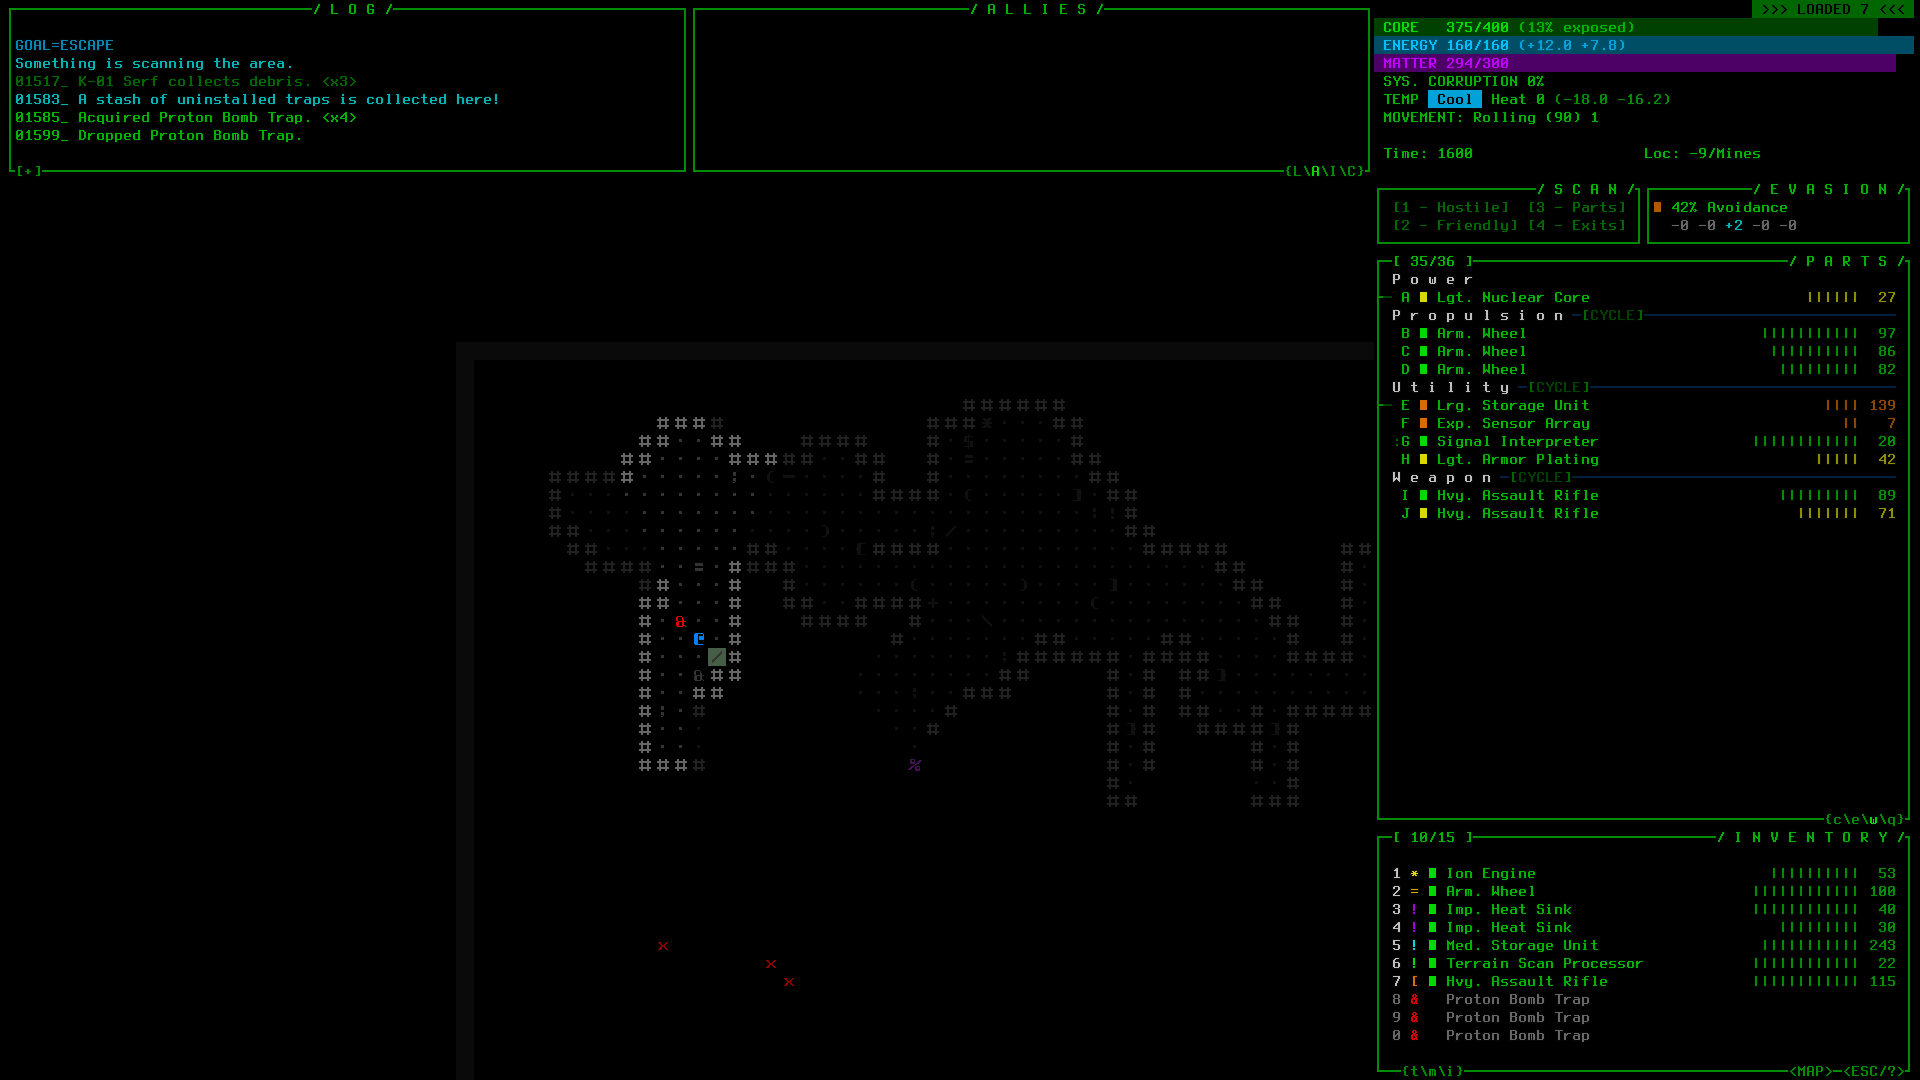 / L O G /
GOAL=ESCAPE
Something is scanning the area.
01517_ K-01 Serf collects debris. <x3>
01583_ A stash of uninstalled traps is collected here!
01585_ Acquired Proton Bomb Trap. <x4>
01599_ Dropped Proton Bomb Trap.
[+]
/ A L L I E S /
{L\A\I\C}
>>> LOADED 7 <<<
CORE 375/400 (13% exposed)
ENERGY 160/160 (+12.0 +7.8)
MATTER 294/300
SYS. CORRUPTION 0%
TEMP Cool Heat 0 (-18.0 -16.2)
MOVEMENT: Rolling (90) 1
Time: 1600 Loc: -9/Mines
/ S C A N /
[1 - Hostile] [3 - Parts]
[2 - Friendly] [4 - Exits]
/ E V A S I O N /
42% Avoidance
-0 -0 +2 -0 -0
[ 35/36 ] / P A R T S /
P o w e r
A Lgt. Nuclear Core 27
P r o p u l s i o n [CYCLE]
B Arm. Wheel 97
C Arm. Wheel 86
D Arm. Wheel 82
U t i l i t y [CYCLE]
E Lrg. Storage Unit 139
F Exp. Sensor Array 7
:G Signal Interpreter 20
H Lgt. Armor Plating 42
W e a p o n [CYCLE]
I Hvy. Assault Rifle 89
J Hvy. Assault Rifle 71
{c\e\w\q}
[ 10/15 ] / I N V E N T O R Y /
1 * Ion Engine 53
2 = Arm. Wheel 100
3 ! Imp. Heat Sink 40
4 ! Imp. Heat Sink 30
5 ! Med. Storage Unit 243
6 ! Terrain Scan Processor 22
7 [ Hvy. Assault Rifle 115
8 & Proton Bomb Trap
9 & Proton Bomb Trap
0 & Proton Bomb Trap
{t\m\i} <MAP>-<ESC/?>